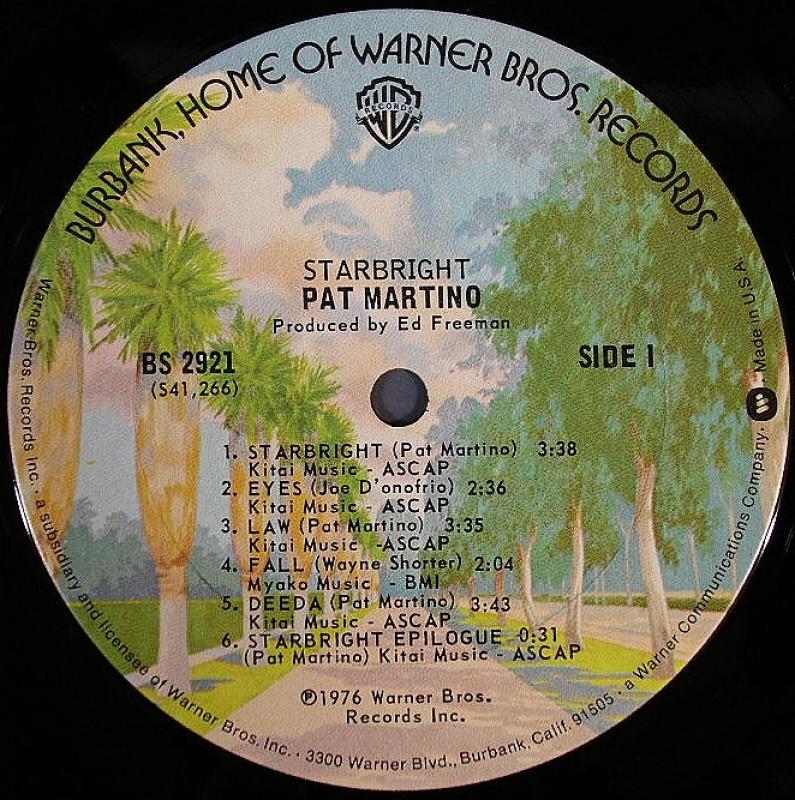 BURBANK, HOME OF WARNER BROS. RECORDS
WB
RECORDS
®
STARBRIGHT
PAT MARTINO
Produced by Ed Freeman
BS 2921
(S41,266)
SIDE 1
1. STARBRIGHT (Pat Martino) 3:38
Kitai Music - ASCAP
2. EYES (Joe D'onofrio) 2:36
Kitai Music - ASCAP
3. LAW (Pat Martino) 3:35
Kitai Music -ASCAP
4. FALL (Wayne Shorter) 2:04
Myako Music - BMI
5. DEEDA (Pat Martino) 3:43
Kitai Music - ASCAP
6. STARBRIGHT EPILOGUE 0:31
(Pat Martino) Kitai Music - ASCAP
℗1976 Warner Bros.
Records Inc.
Warner Bros. Records Inc. · a subsidiary and licensee of Warner Bros. Inc. · 3300 Warner Blvd., Burbank, Calif. 91505 · a Warner Communications Company. · Made in U.S.A.